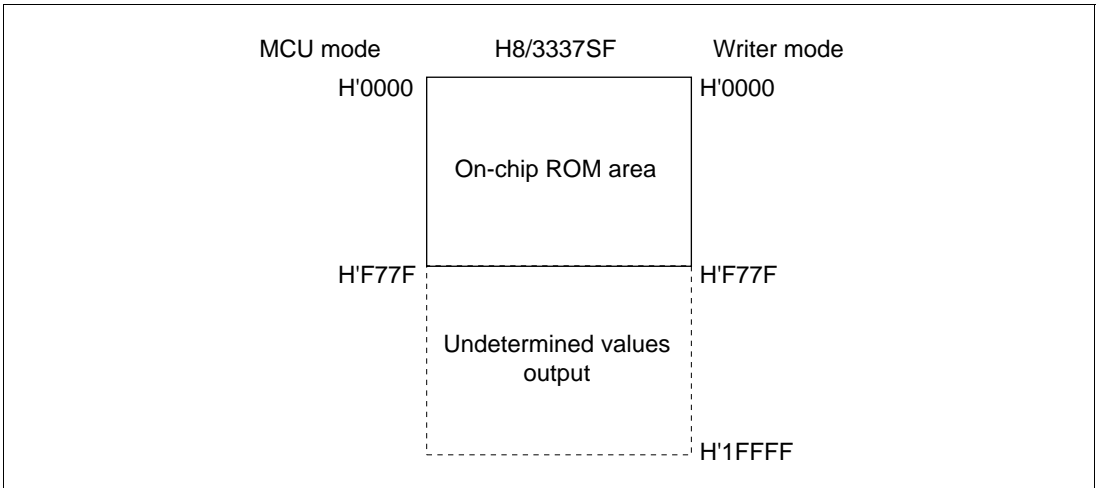 MCU mode H8/3337SF Writer mode
H'0000 H'0000
On-chip ROM area
H'F77F H'F77F
Undetermined values
output
H'1FFFF